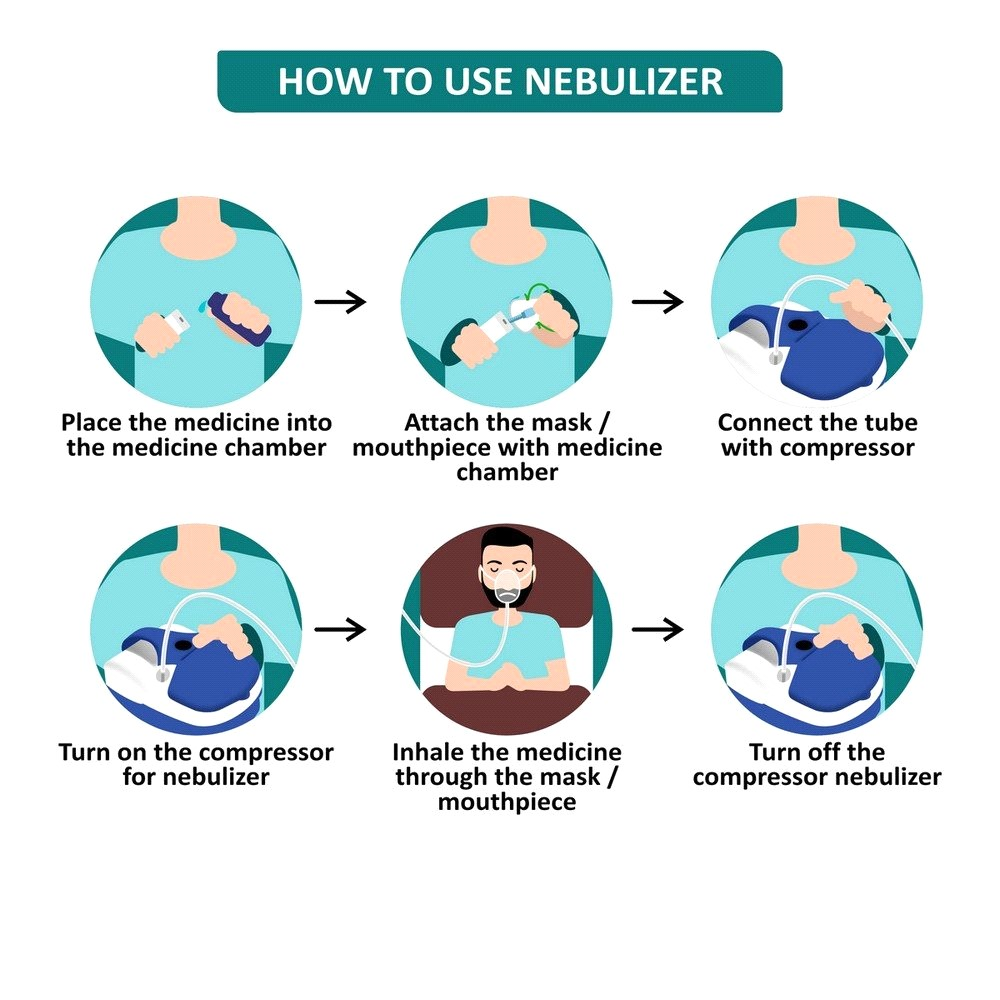 HOW TO USE NEBULIZER
Place the medicine into
the medicine chamber
Attach the mask /
mouthpiece with medicine
chamber
Connect the tube
with compressor
Turn on the compressor
for nebulizer
Inhale the medicine
through the mask /
mouthpiece
Turn off the
compressor nebulizer